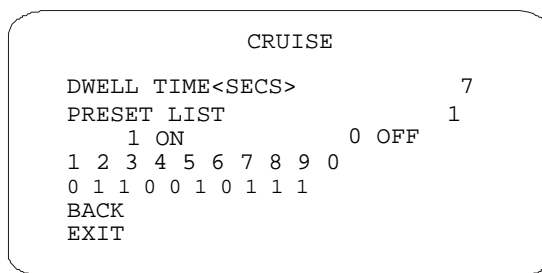 CRUISE
DWELL TIME<SECS> 7
PRESET LIST 1
1 ON 0 OFF
1 2 3 4 5 6 7 8 9 0
0 1 1 0 0 1 0 1 1 1
BACK
EXIT